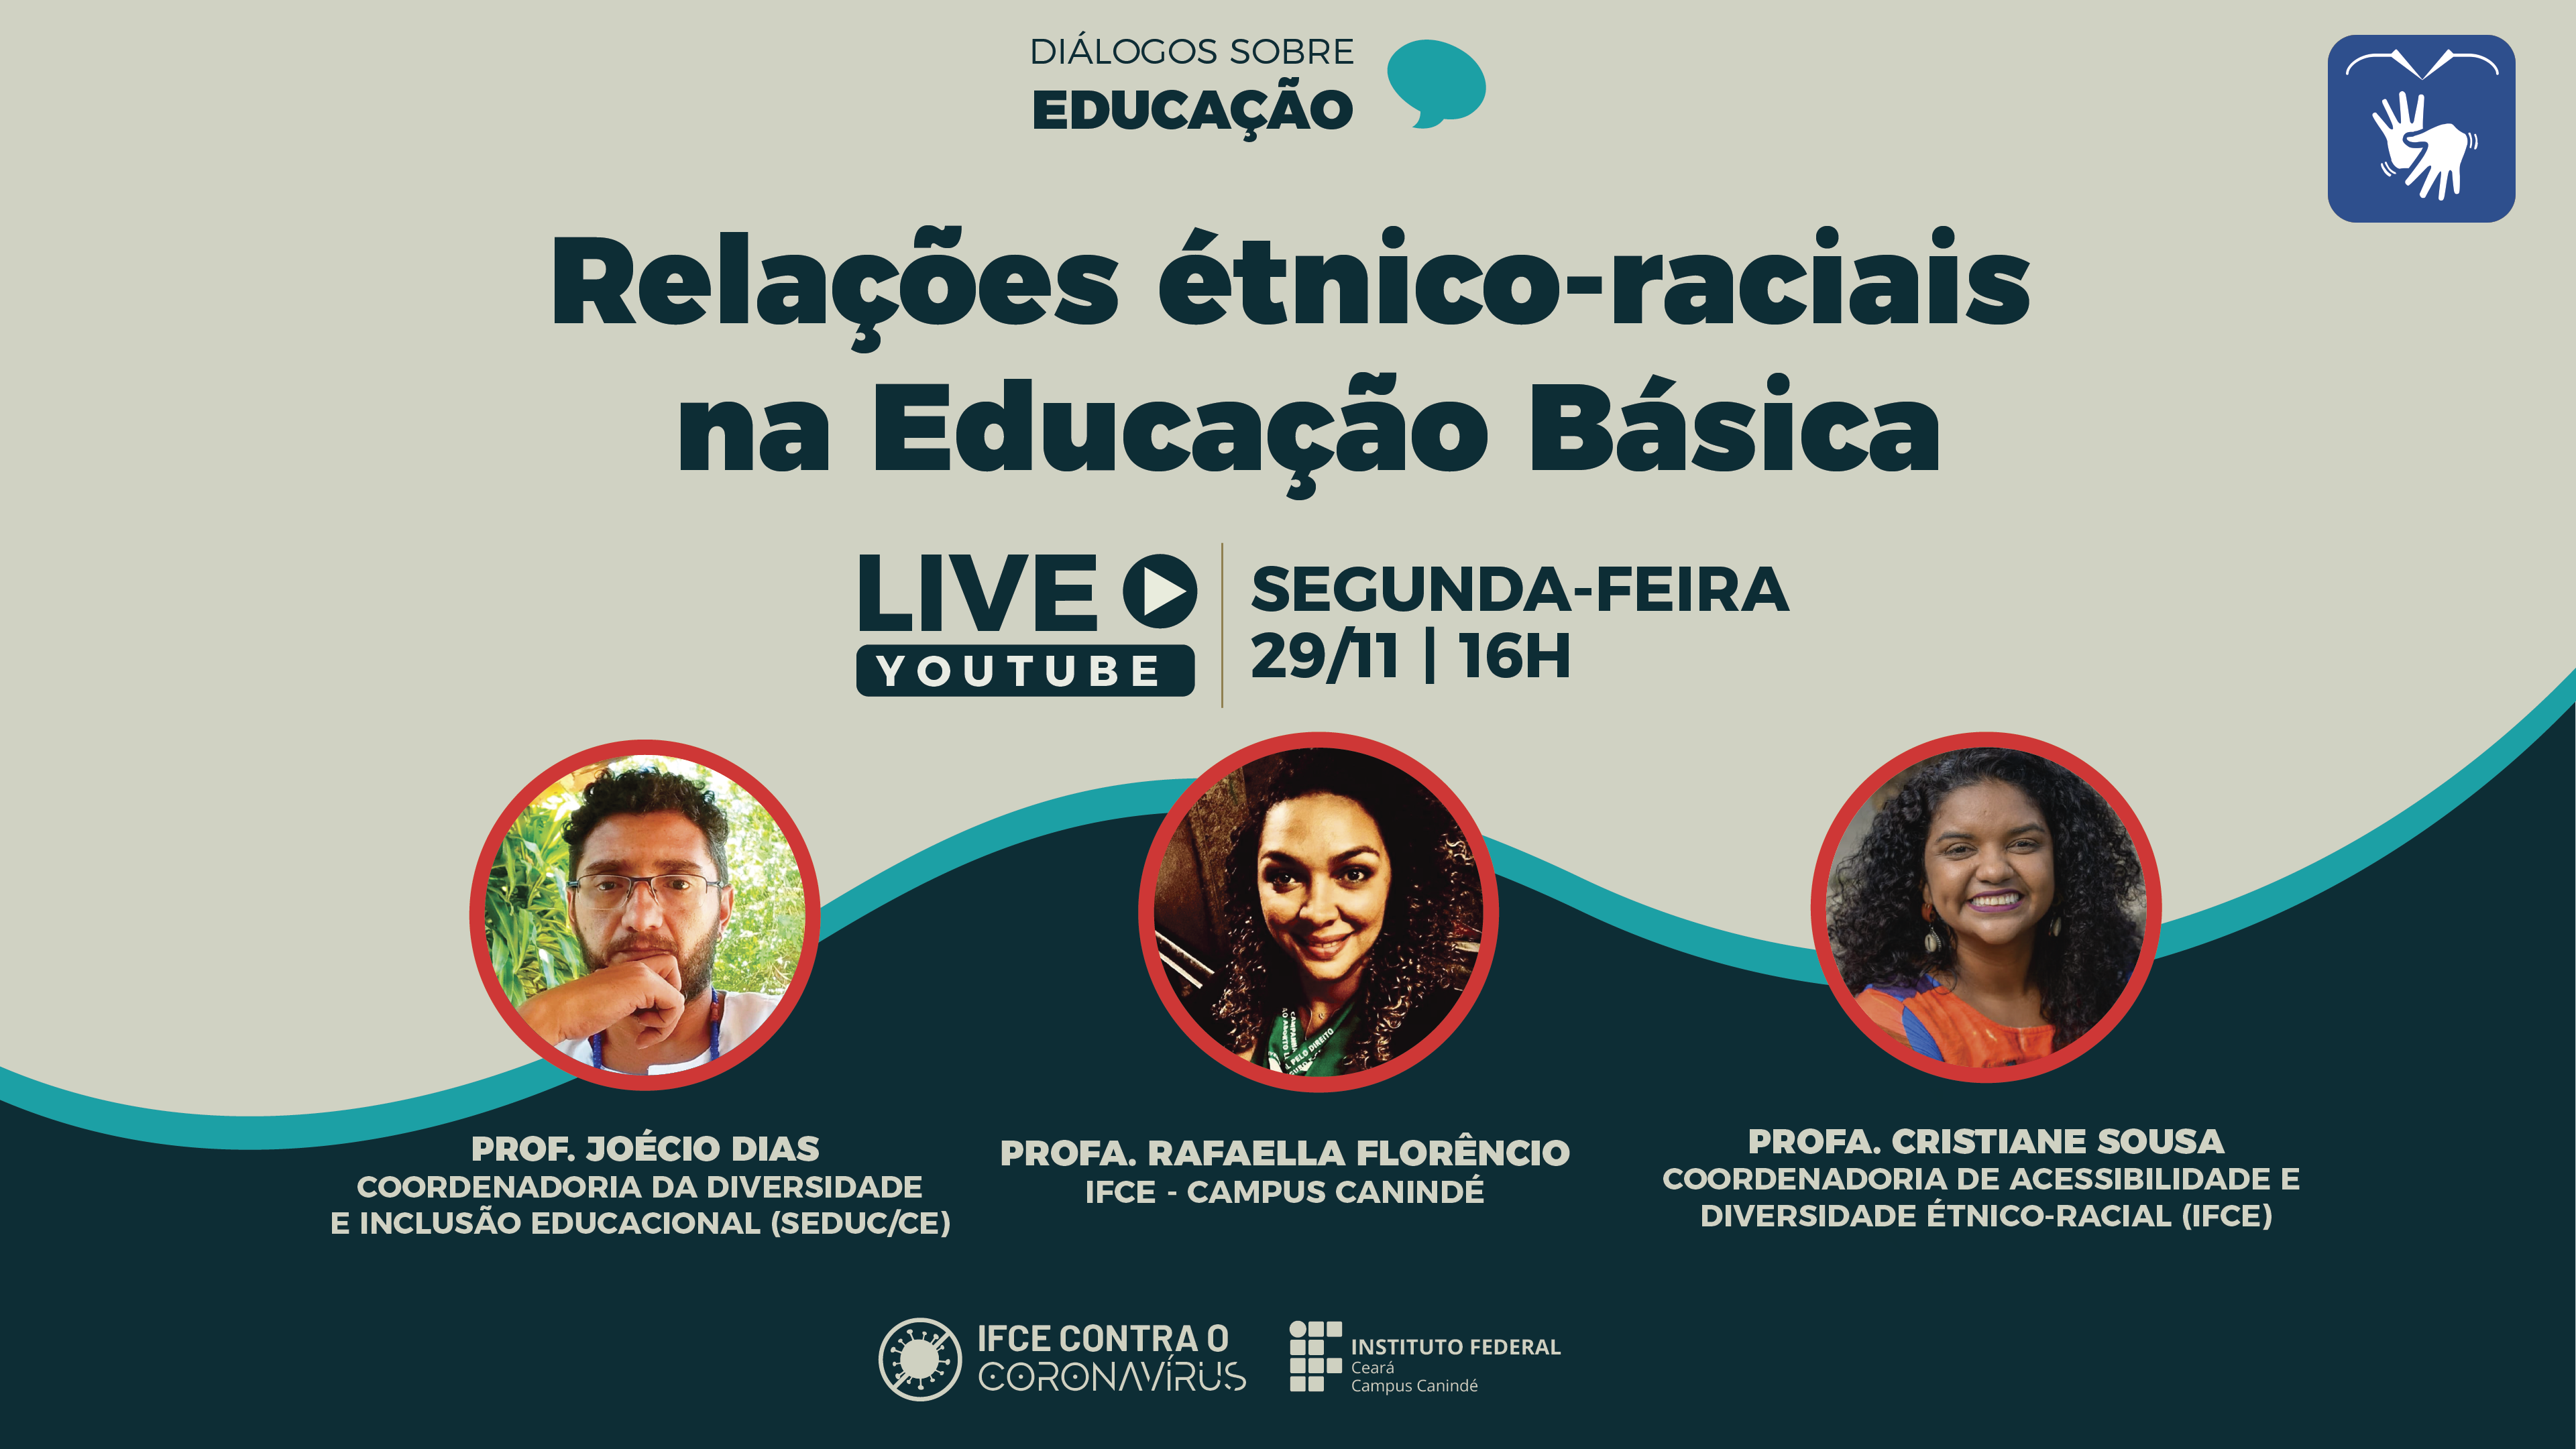 DIÁLOGOS SOBRE
EDUCAÇÃO
Relações étnico-raciais
na Educação Básica
LIVE
YOUTUBE
SEGUNDA-FEIRA
29/11 | 16H
PELO DIREITO
PROF. JOÉCIO DIAS
COORDENADORIA DA DIVERSIDADE
E INCLUSÃO EDUCACIONAL (SEDUC/CE)
PROFA. RAFAELLA FLORÊNCIO
IFCE - CAMPUS CANINDÉ
PROFA. CRISTIANE SOUSA
COORDENADORIA DE ACESSIBILIDADE E
DIVERSIDADE ÉTNICO-RACIAL (IFCE)
IFCE CONTRA O
CORONAVÍRUS
INSTITUTO FEDERAL
Ceará
Campus Canindé